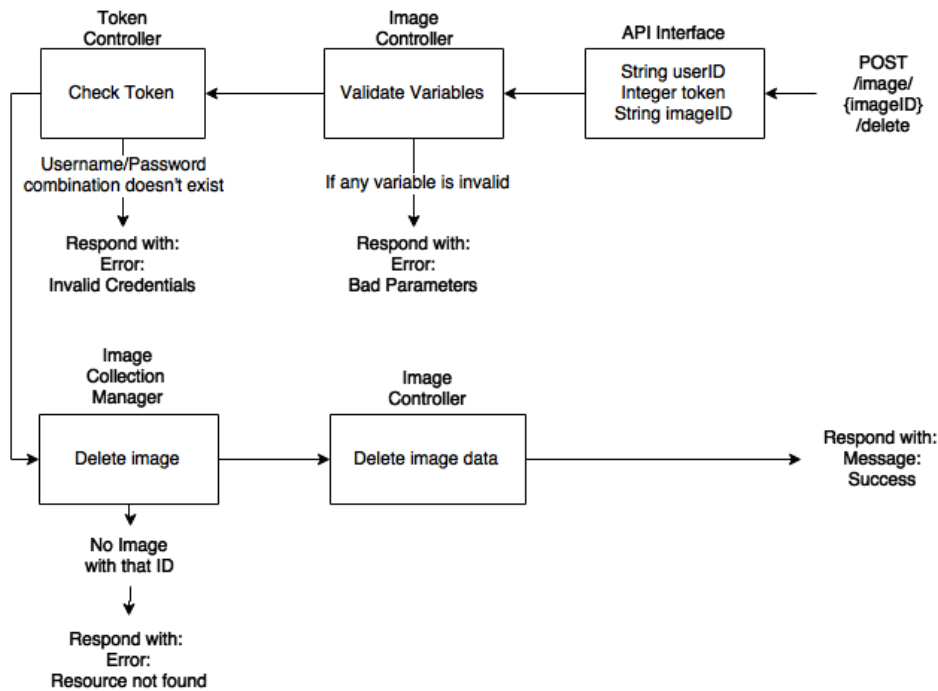 Token
Controller
Check Token
Username/Password
combination doesn't exist
Respond with:
Error:
Invalid Credentials
Image
Controller
Validate Variables
If any variable is invalid
Respond with:
Error:
Bad Parameters
API Interface
String userID
Integer token
String imageID
POST
/image/
{imageID}
/delete
Image
Collection
Manager
Delete image
No Image
with that ID
Respond with:
Error:
Resource not found
Image
Controller
Delete image data
Respond with:
Message:
Success